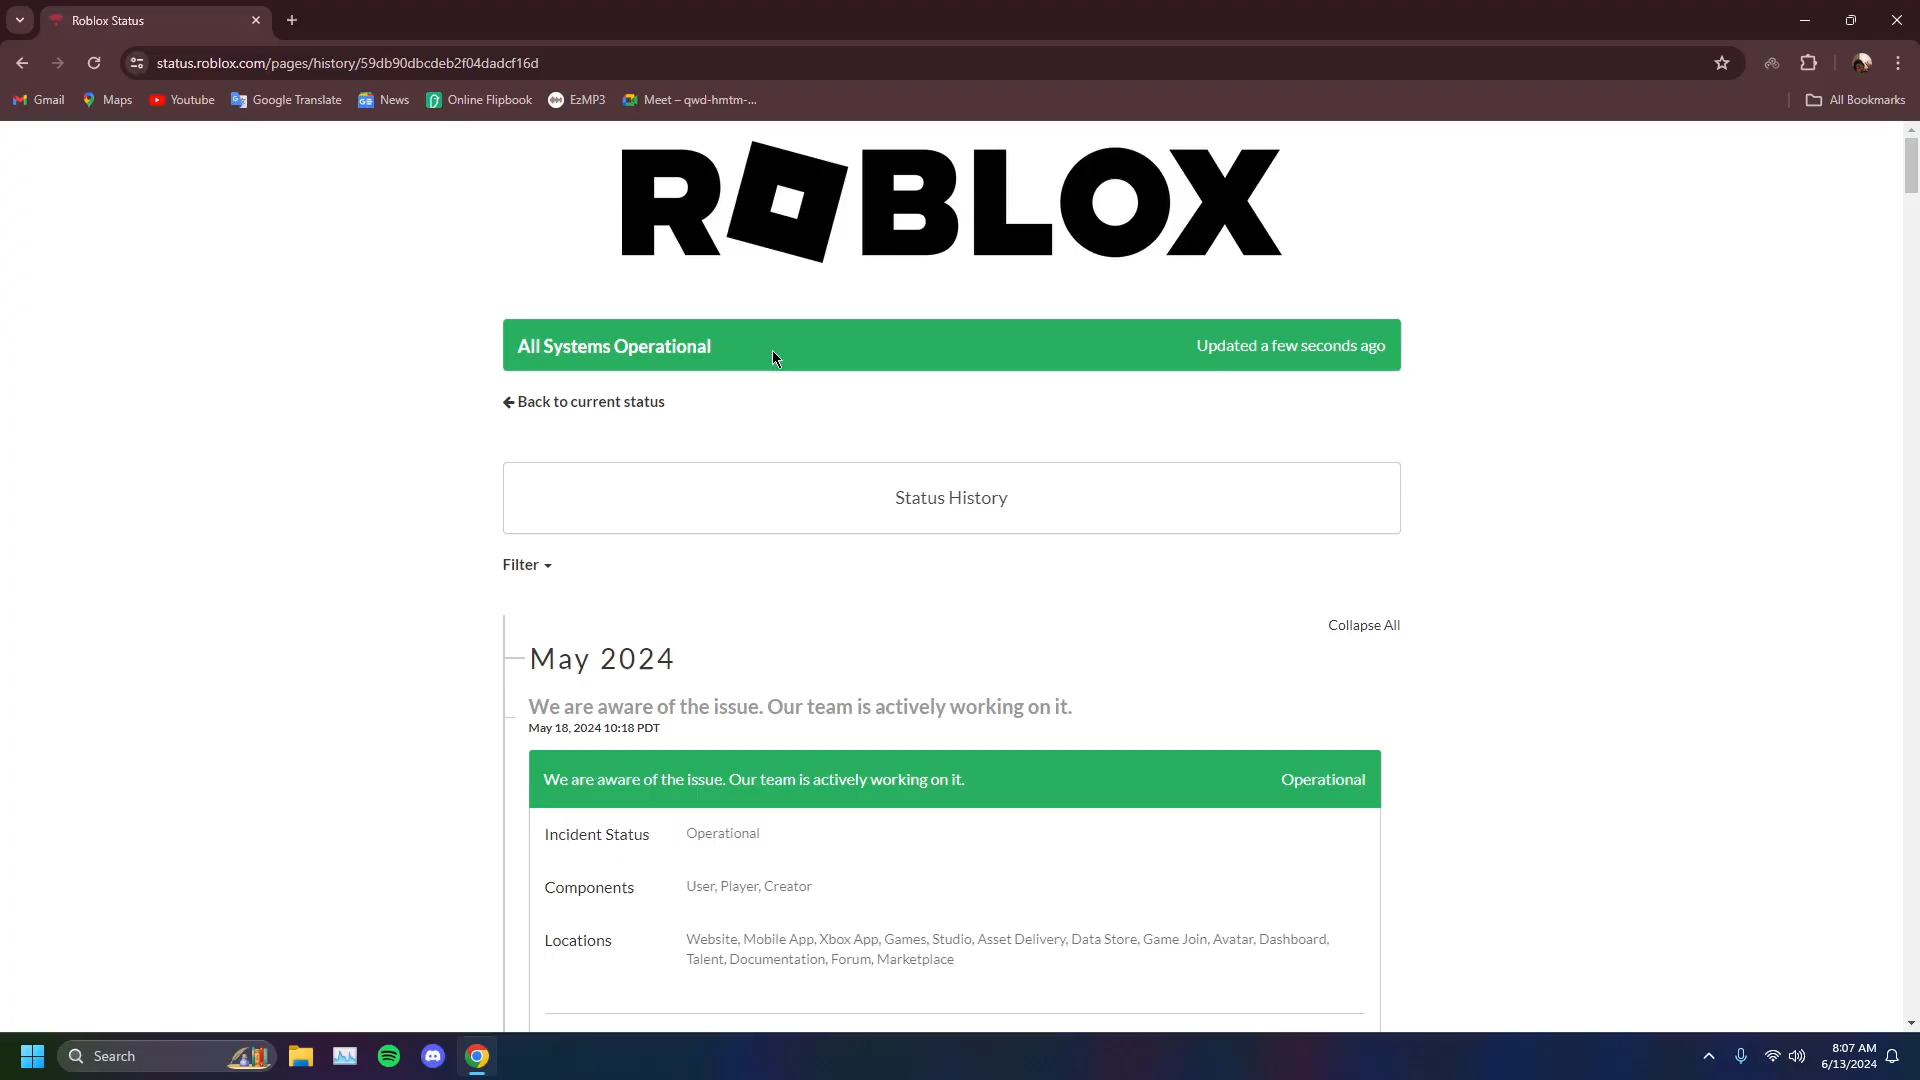 Roblox Status
status.roblox.com/pages/history/59db90dbcdeb2f04dadcf16d
Gmail
Maps
Youtube
Google Translate
News
Online Flipbook
EzMP3
Meet – qwd-hmtm-...
All Bookmarks
ROBLOX
All Systems Operational
Updated a few seconds ago
Back to current status
Status History
Filter
Collapse All
May 2024
We are aware of the issue. Our team is actively working on it.
May 18, 2024 10:18 PDT
We are aware of the issue. Our team is actively working on it.
Operational
Incident Status
Operational
Components
User, Player, Creator
Locations
Website, Mobile App, Xbox App, Games, Studio, Asset Delivery, Data Store, Game Join, Avatar, Dashboard,
Talent, Documentation, Forum, Marketplace
Search
8:07 AM
6/13/2024